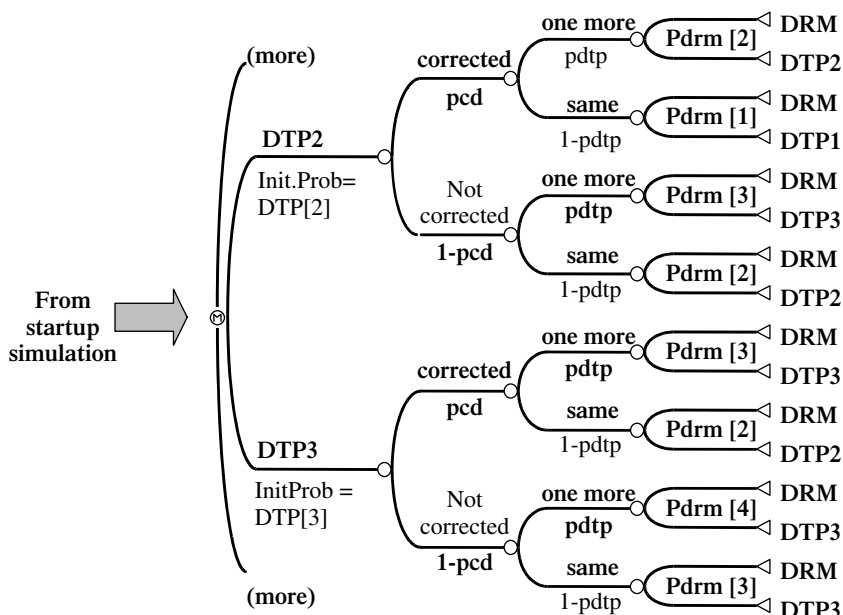 (more)
DTP2
Init.Prob=
DTP[2]
corrected
pcd
one more
pdtp
Pdrm [2]
DRM
DTP2
same
1-pdtp
Pdrm [1]
DRM
DTP1
Not
corrected
1-pcd
one more
pdtp
Pdrm [3]
DRM
DTP3
same
1-pdtp
Pdrm [2]
DRM
DTP2
From
startup
simulation
M
DTP3
InitProb =
DTP[3]
corrected
pcd
one more
pdtp
Pdrm [3]
DRM
DTP3
same
1-pdtp
Pdrm [2]
DRM
DTP2
Not
corrected
1-pcd
one more
pdtp
Pdrm [4]
DRM
DTP3
same
1-pdtp
Pdrm [3]
DRM
DTP3
(more)